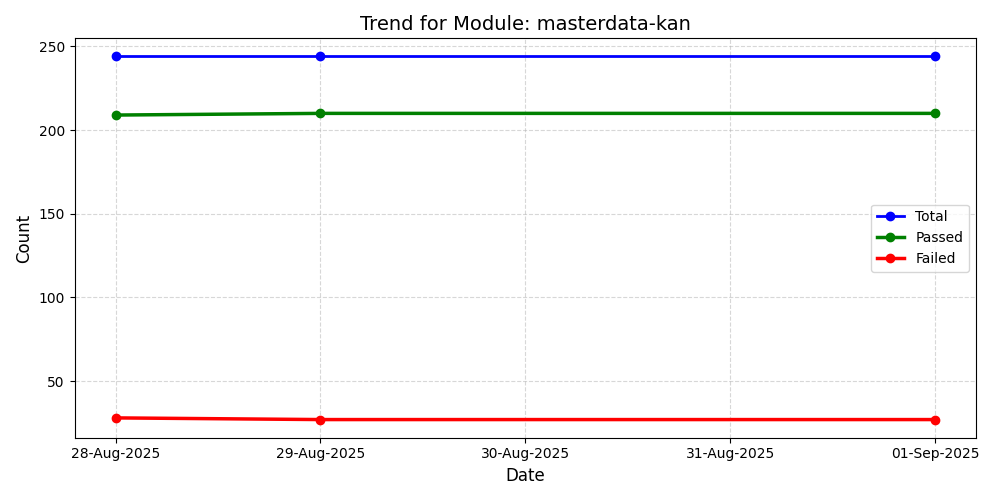 Trend for Module: masterdata-kan
250
200
150
100
50
Count
Total
Passed
Failed
28-Aug-2025
29-Aug-2025
30-Aug-2025
31-Aug-2025
01-Sep-2025
Date